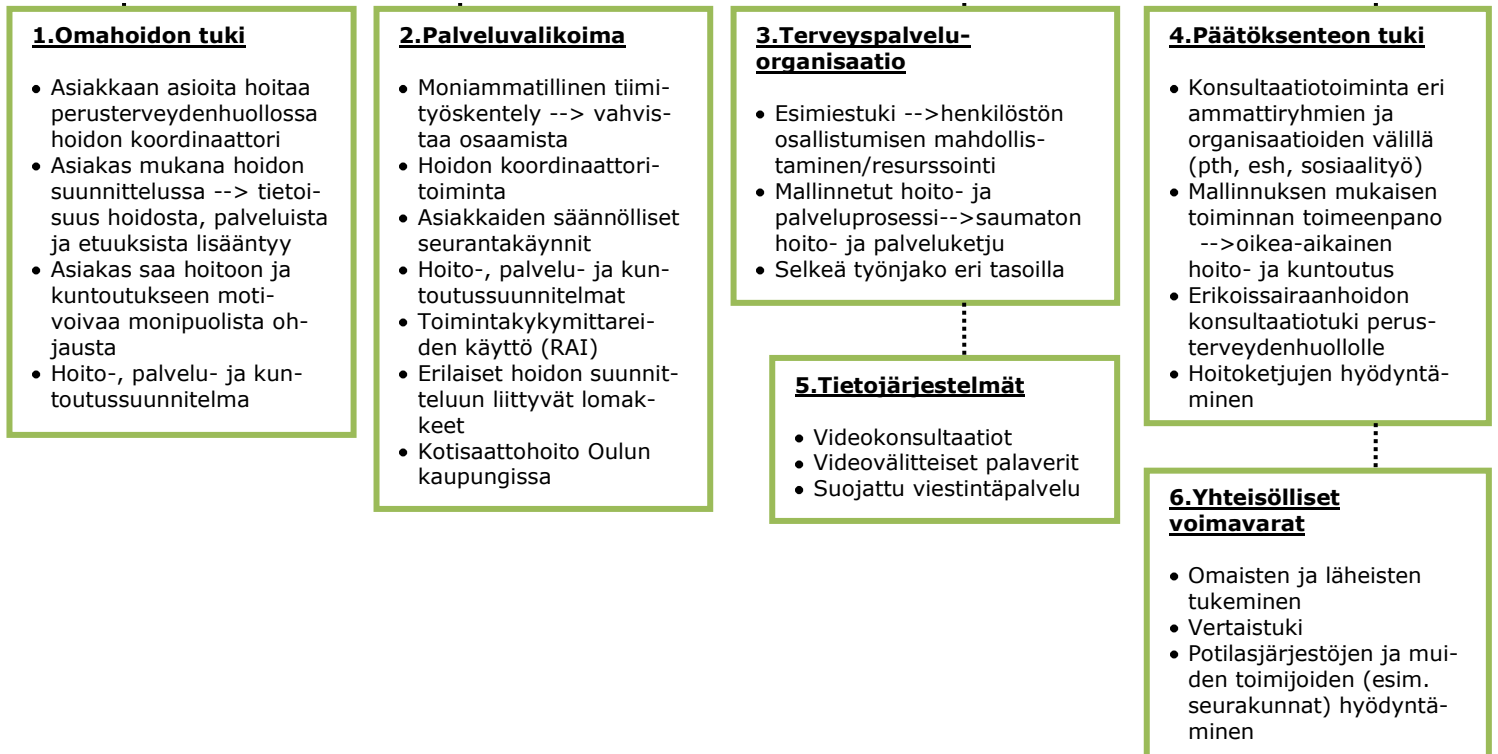 1.Omahoidon tuki
• Asiakkaan asioita hoitaa
perusterveydenhuollossa
hoidon koordinaattori
• Asiakas mukana hoidon
suunnittelussa --> tietoi-
suus hoidosta, palveluista
ja etuuksista lisääntyy
• Asiakas saa hoitoon ja
kuntoutukseen moti-
voivaa monipuolista oh-
jausta
• Hoito-, palvelu- ja kun-
toutussuunnitelma
2.Palveluvalikoima
• Moniammatillinen tiimi-
työskentely --> vahvis-
taa osaamista
• Hoidon koordinaattori-
toiminta
• Asiakkaiden säännölliset
seurantakäynnit
• Hoito-, palvelu- ja kun-
toutussuunnitelmat
• Toimintakykymittarei-
den käyttö (RAI)
• Erilaiset hoidon suunnit-
teluun liittyvät lomak-
keet
• Kotisaattohoito Oulun
kaupungissa
3.Terveyspalvelu-
organisaatio
• Esimiestuki -->henkilöstön
osallistumisen mahdollis-
taminen/resurssointi
• Mallinnetut hoito- ja
palveluprosessi-->saumaton
hoito- ja palveluketju
• Selkeä työnjako eri tasoilla
5.Tietojärjestelmät
• Videokonsultaatiot
• Videovälitteiset palaverit
• Suojattu viestintäpalvelu
4.Päätöksenteon tuki
• Konsultaatiotoiminta eri
ammattiryhmien ja
organisaatioiden välillä
(pth, esh, sosiaalityö)
• Mallinnuksen mukaisen
toiminnan toimeenpano
-->oikea-aikainen
hoito- ja kuntoutus
• Erikoissairaanhoidon
konsultaatiotuki perus-
terveydenhuollolle
• Hoitoketjujen hyödyntä-
minen
6.Yhteisölliset
voimavarat
• Omaisten ja läheisten
tukeminen
• Vertaistuki
• Potilasjärjestöjen ja mui-
den toimijoiden (esim.
seurakunnat) hyödyntä-
minen